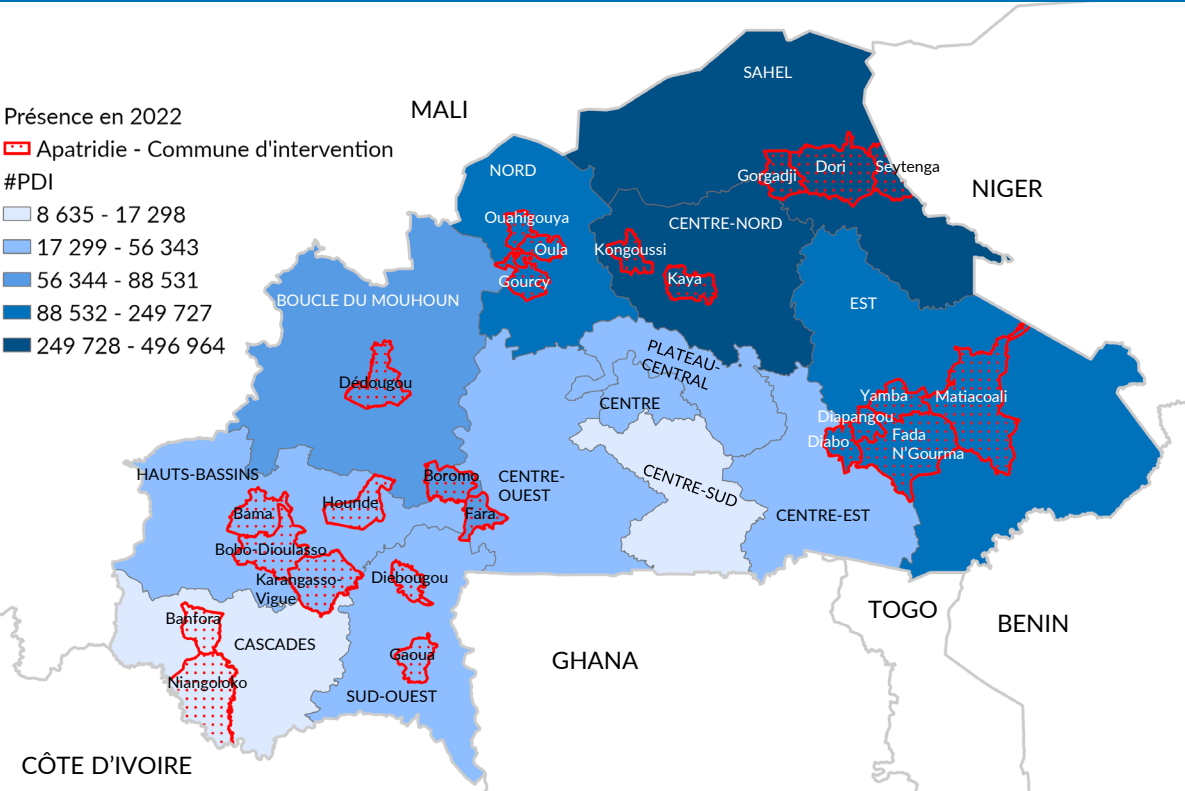 SAHEL
MALI
Présence en 2022
Apatridie - Commune d'intervention
#PDI
8 635 - 17 298
17 299 - 56 343
56 344 - 88 531
88 532 - 249 727
249 728 - 496 964
NORD
Gorgadji
Dori
Seytenga
NIGER
Ouahigouya
Oula
Gourcy
CENTRE-NORD
Kongoussi
Kaya
BOUCLE DU MOUHOUN
EST
PLATEAU-
CENTRAL
Dédougou
CENTRE
Yamba
Matiacoali
Diapangou
Diabo
Fada
N'Gourma
HAUTS-BASSINS
Boromo
CENTRE-
OUEST
CENTRE-SUD
Hounde
Bama
Fara
CENTRE-EST
Bobo-Dioulasso
Karangasso-
Vigue
Diebougou
TOGO
BENIN
Banfora
CASCADES
Gaoua
GHANA
Niangoloko
SUD-OUEST
CÔTE D’IVOIRE